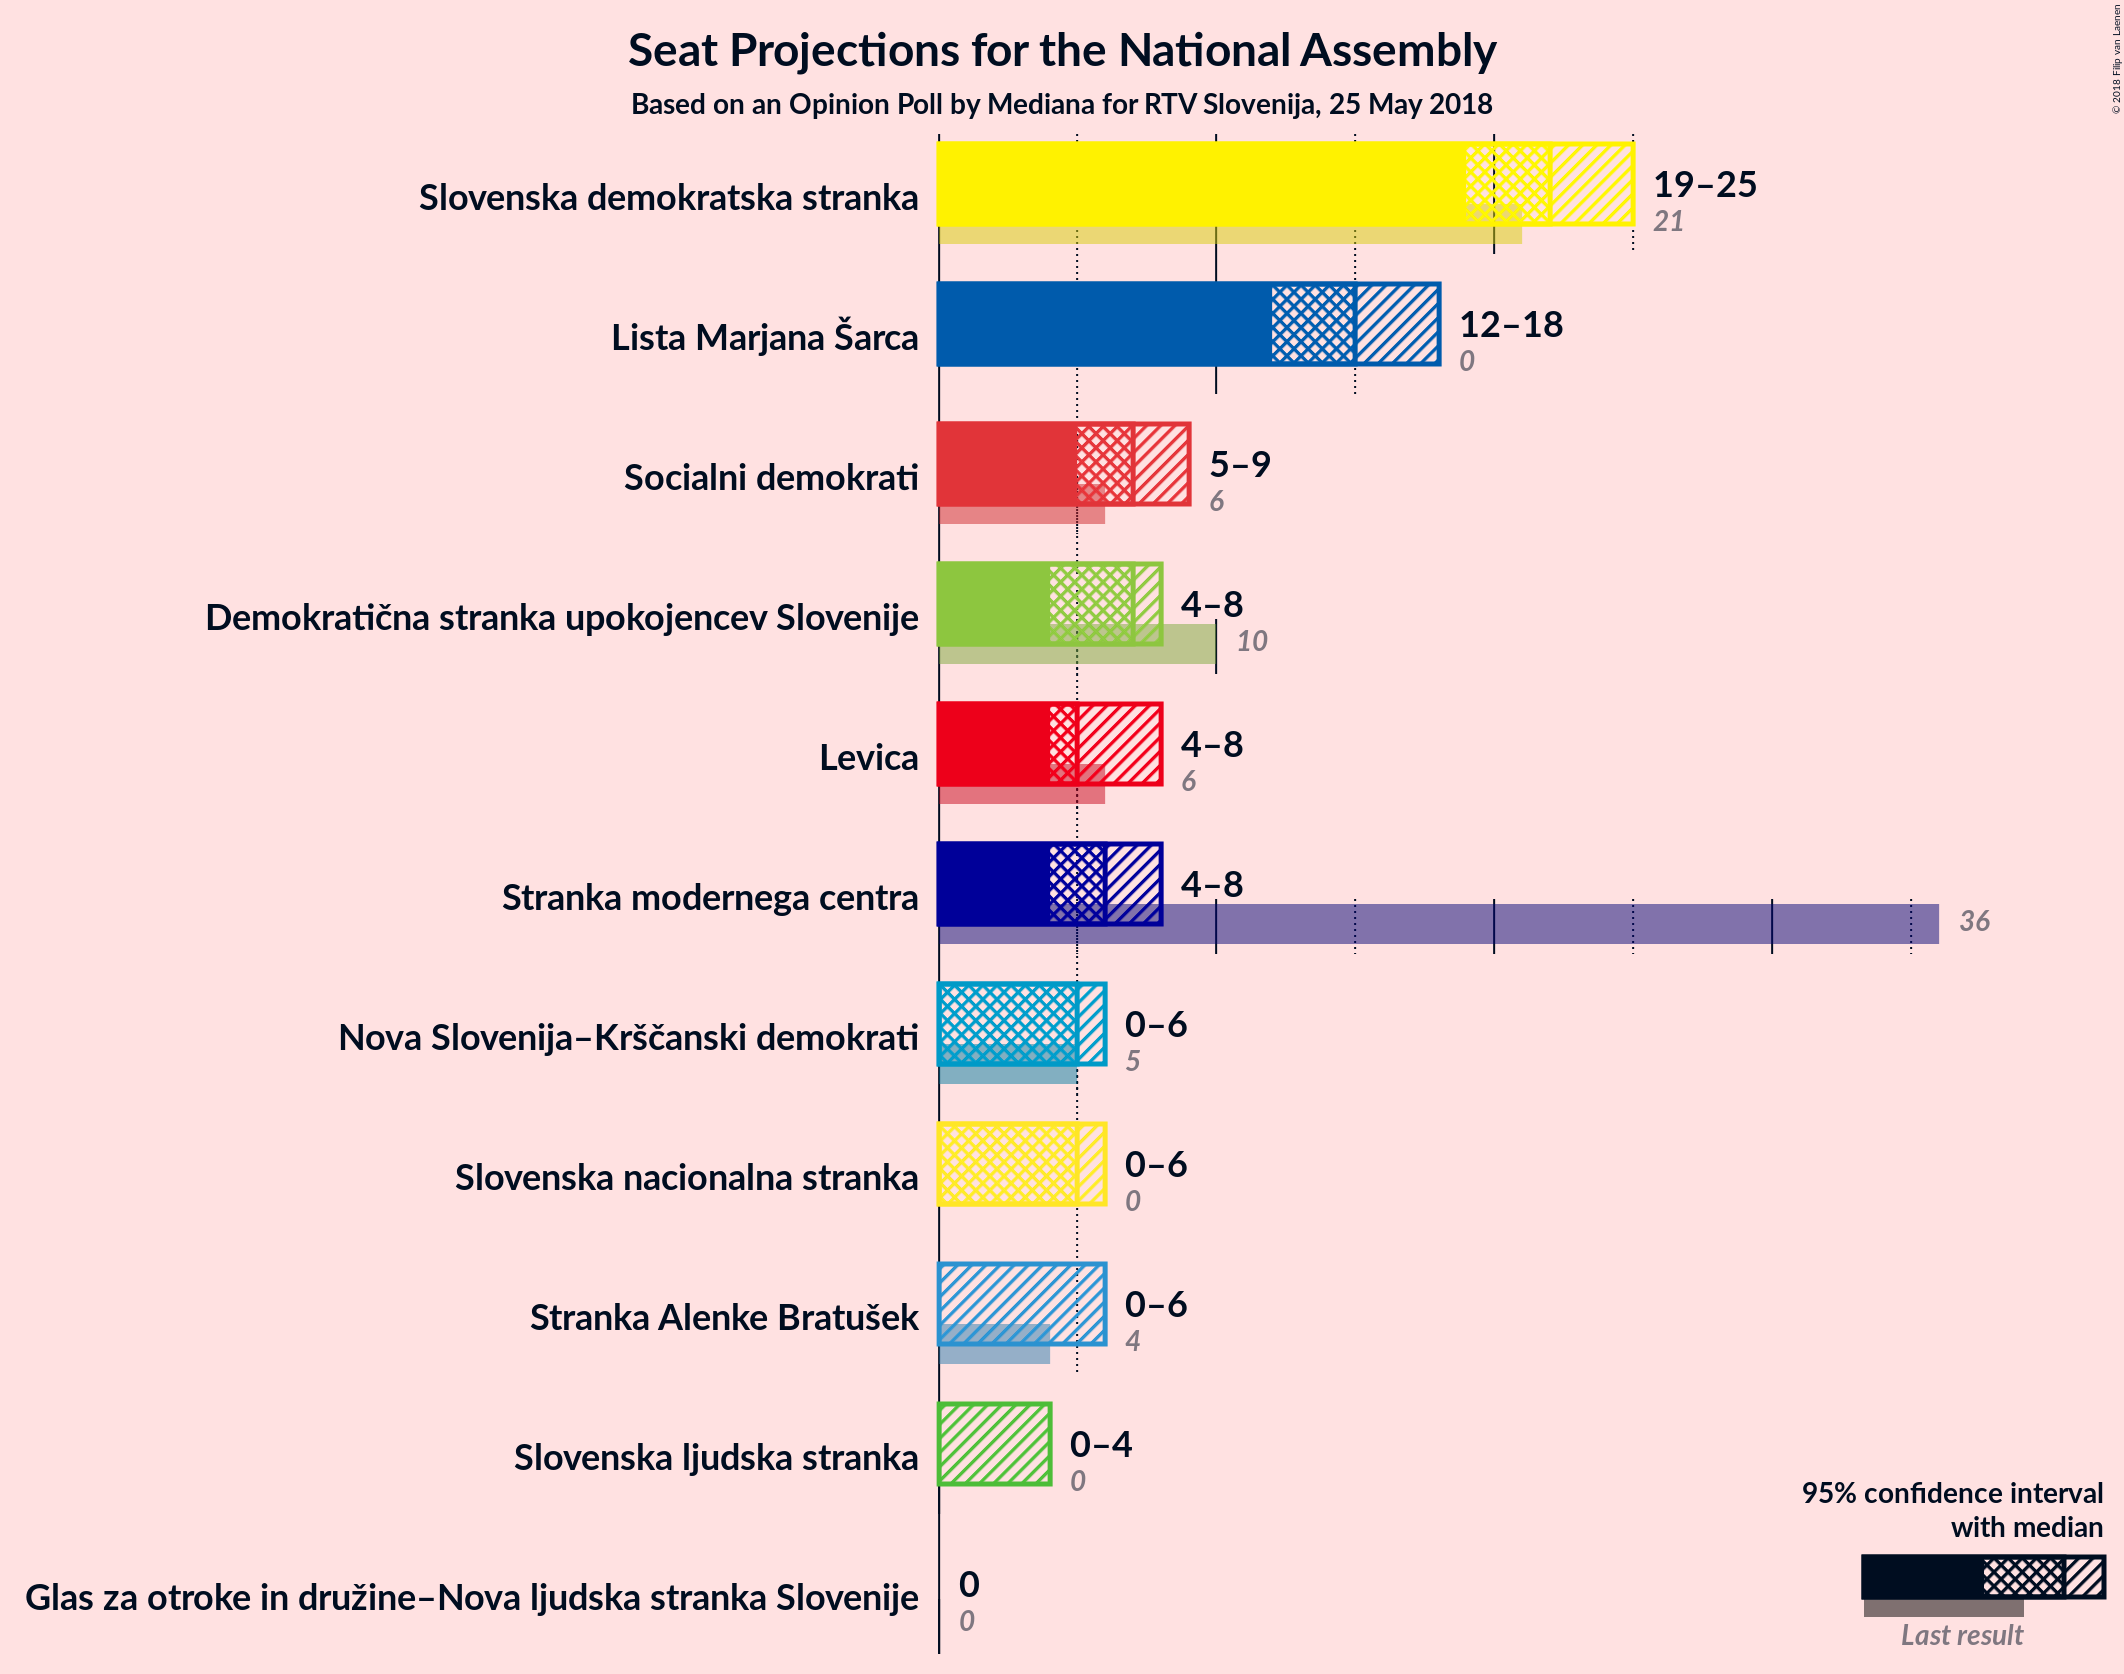 Seat Projections for the National Assembly
Based on an Opinion Poll by Mediana for RTV Slovenija, 25 May 2018
© 2018 Filip van Laenen
Slovenska demokratska stranka
19–25
21
Lista Marjana Šarca
12–18
0
Socialni demokrati
5–9
6
Demokratična stranka upokojencev Slovenije
4–8
10
Levica
4–8
6
Stranka modernega centra
4–8
36
Nova Slovenija–Krščanski demokrati
0–6
5
Slovenska nacionalna stranka
0–6
0
Stranka Alenke Bratušek
0–6
4
Slovenska ljudska stranka
0–4
0
Glas za otroke in družine–Nova ljudska stranka Slovenije
0
0
95% confidence interval
with median
Last result